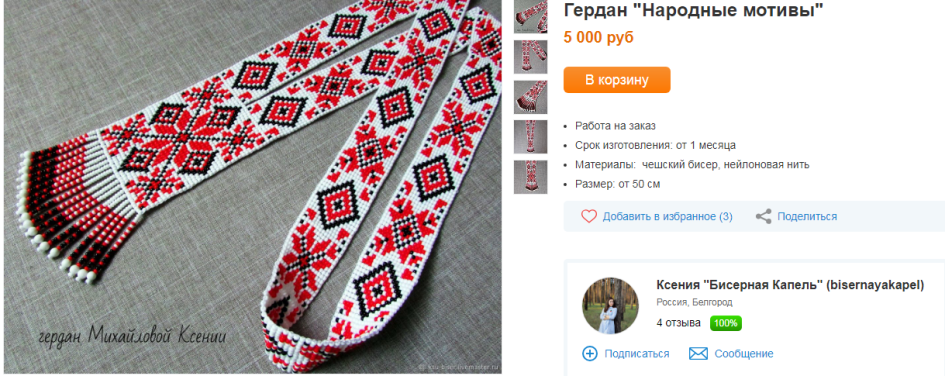 Гердан "Народные мотивы"
5 000 руб
В корзину
Работа на заказ
Срок изготовления: от 1 месяца
Материалы: чешский бисер, нейлоновая нить
Размер: от 50 см
Добавить в избранное (3) Поделиться
Ксения "Бисерная Капель" (bisernayakapel)
Россия, Белгород
4 отзыва 100%
Подписаться Сообщение
гердан Михайловой Ксении